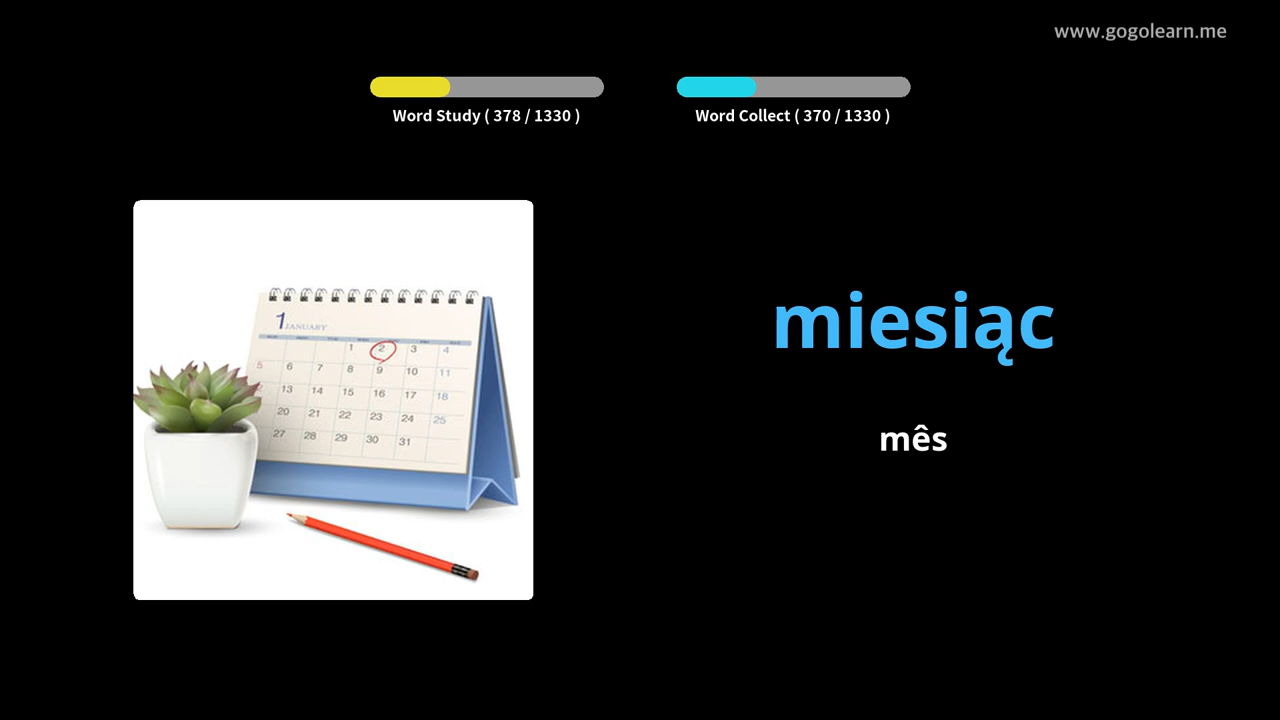 www.gogolearn.me
Word Study ( 378 / 1330 )
Word Collect ( 370 / 1330 )
1 JANUARY
1 2 3 4
5 6 7 8 9 10 11
13 14 15 16 17 18
20 21 22 23 24 25
27 28 29 30 31
miesiąc
mês